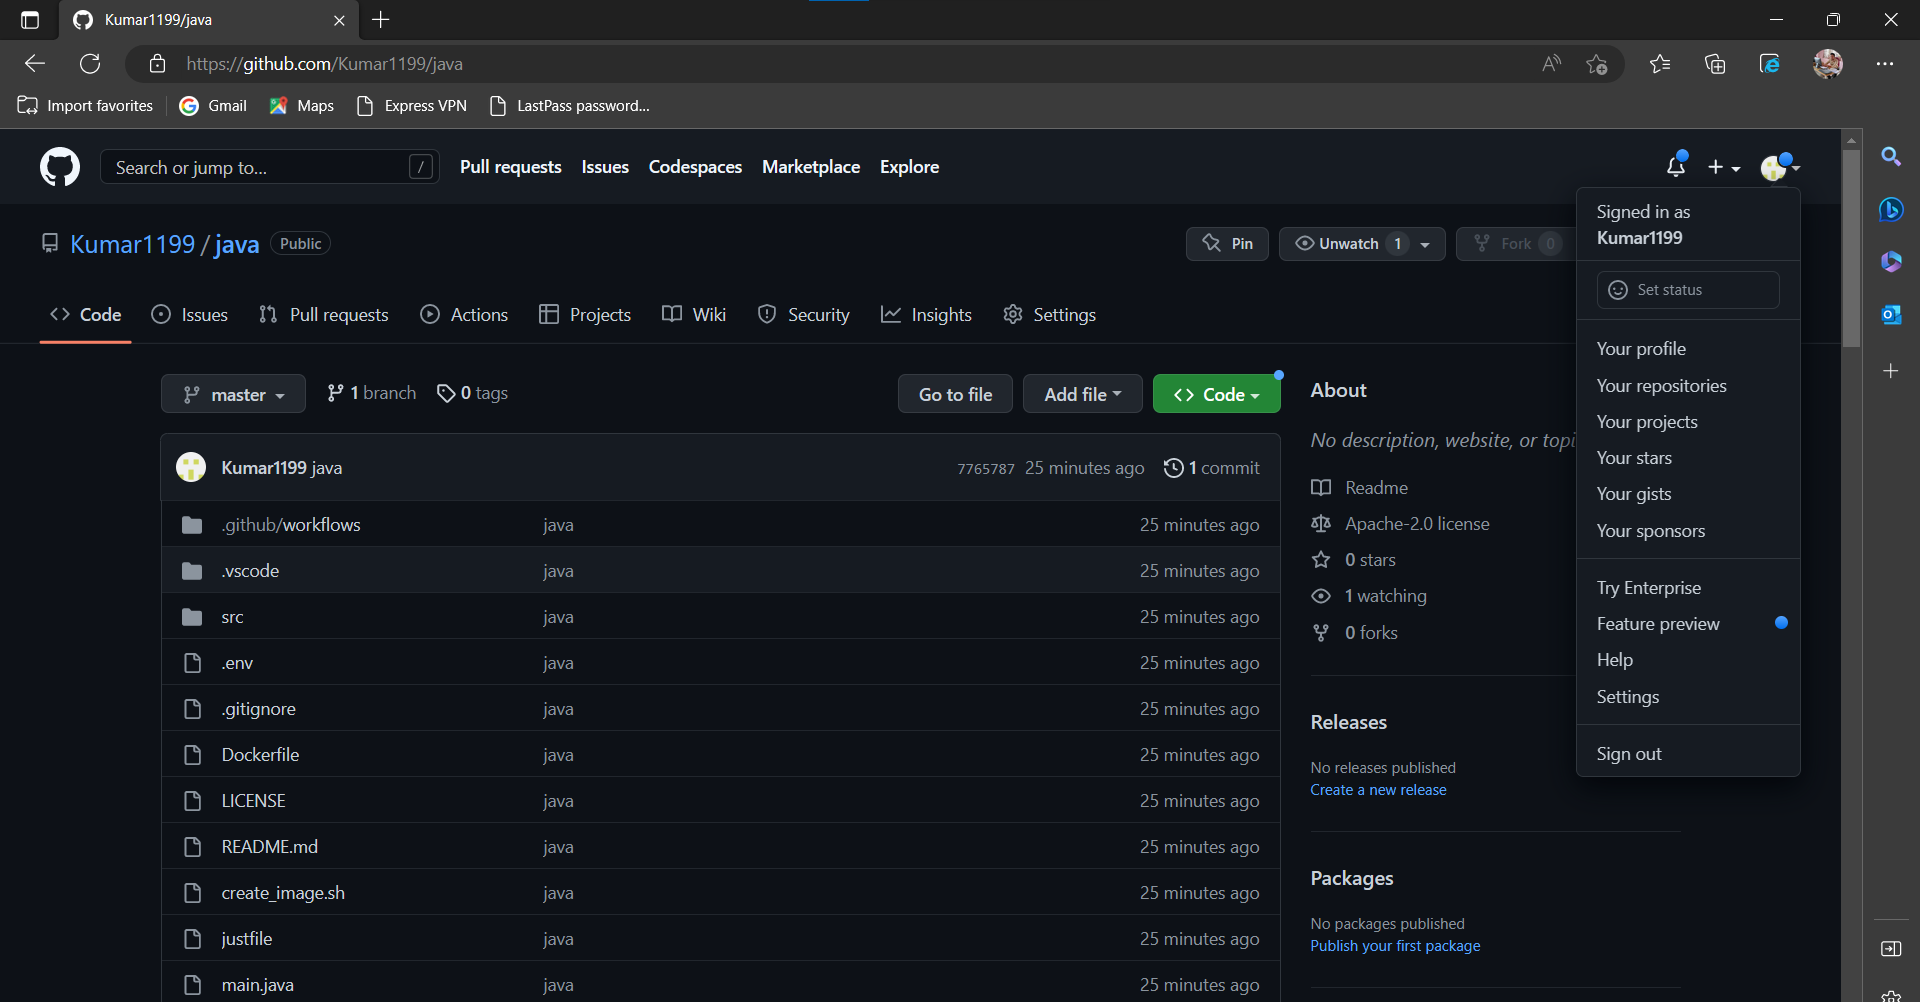 Kumar1199/java
https://github.com/Kumar1199/java
Import favorites Gmail Maps Express VPN LastPass password...
Search or jump to... / Pull requests Issues Codespaces Marketplace Explore
Signed in as
Kumar1199
Set status
Your profile
Your repositories
Your projects
Your stars
Your gists
Your sponsors
Try Enterprise
Feature preview
Help
Settings
Sign out
Kumar1199 / java Public Pin Unwatch 1 Fork 0
Code Issues Pull requests Actions Projects Wiki Security Insights Settings
master 1 branch 0 tags Go to file Add file Code
Kumar1199 java 7765787 25 minutes ago 1 commit
.github/workflows java 25 minutes ago
.vscode java 25 minutes ago
src java 25 minutes ago
.env java 25 minutes ago
.gitignore java 25 minutes ago
Dockerfile java 25 minutes ago
LICENSE java 25 minutes ago
README.md java 25 minutes ago
create_image.sh java 25 minutes ago
justfile java 25 minutes ago
main.java java 25 minutes ago
About
No description, website, or topi
Readme
Apache-2.0 license
0 stars
1 watching
0 forks
Releases
No releases published
Create a new release
Packages
No packages published
Publish your first package